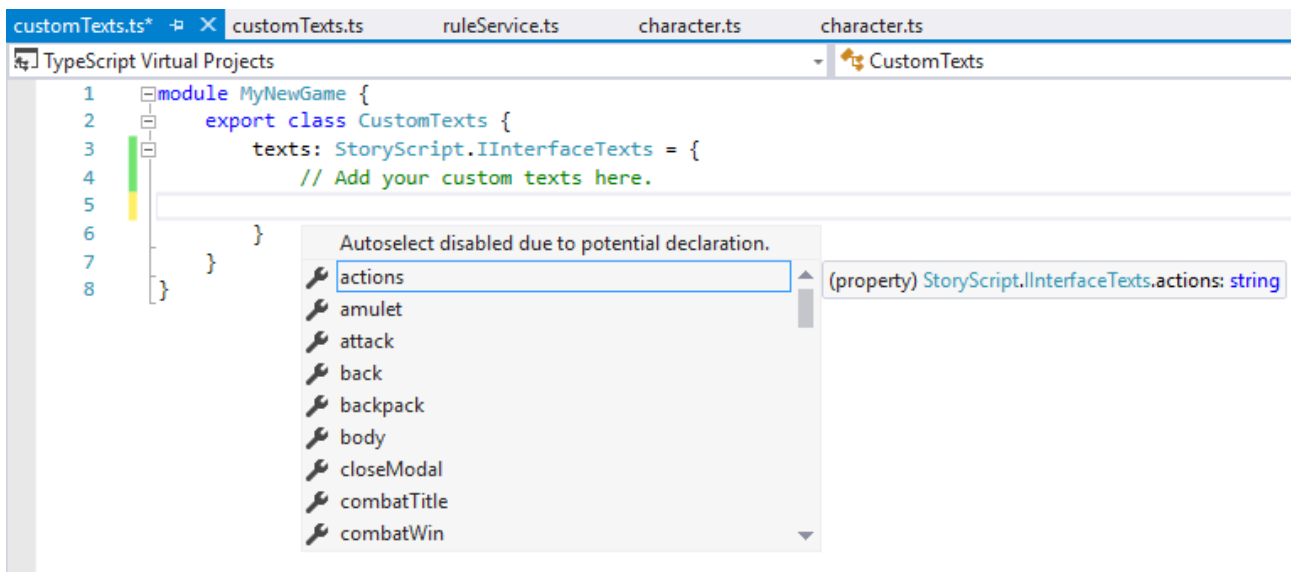 customTexts.ts* customTexts.ts ruleService.ts character.ts character.ts
TypeScript Virtual Projects CustomTexts
1 module MyNewGame {
2 export class CustomTexts {
3 texts: StoryScript.IInterfaceTexts = {
4 // Add your custom texts here.
5
6 }
7 }
8 }
Autoselect disabled due to potential declaration.
actions (property) StoryScript.IInterfaceTexts.actions: string
amulet
attack
back
backpack
body
closeModal
combatTitle
combatWin